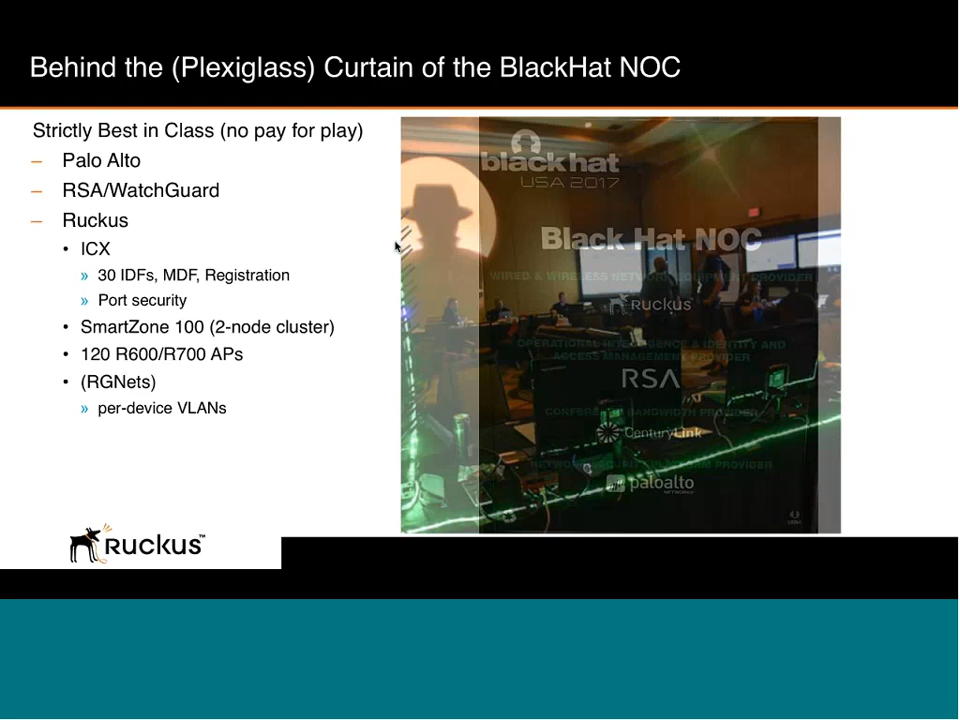 Behind the (Plexiglass) Curtain of the BlackHat NOC
Strictly Best in Class (no pay for play)
– Palo Alto
– RSA/WatchGuard
– Ruckus
• ICX
» 30 IDFs, MDF, Registration
» Port security
• SmartZone 100 (2-node cluster)
• 120 R600/R700 APs
• (RGNets)
» per-device VLANs
black hat
USA 2017
Black Hat NOC
WIRED & WIRELESS NETWORK EQUIPMENT PROVIDER
Ruckus
OPERATIONAL INTELLIGENCE & IDENTITY AND
ACCESS MANAGEMENT PROVIDER
RSA
CONFERENCE BANDWIDTH PROVIDER
CenturyLink
NETWORK SECURITY PLATFORM PROVIDER
paloalto
NETWORKS
Ruckus™